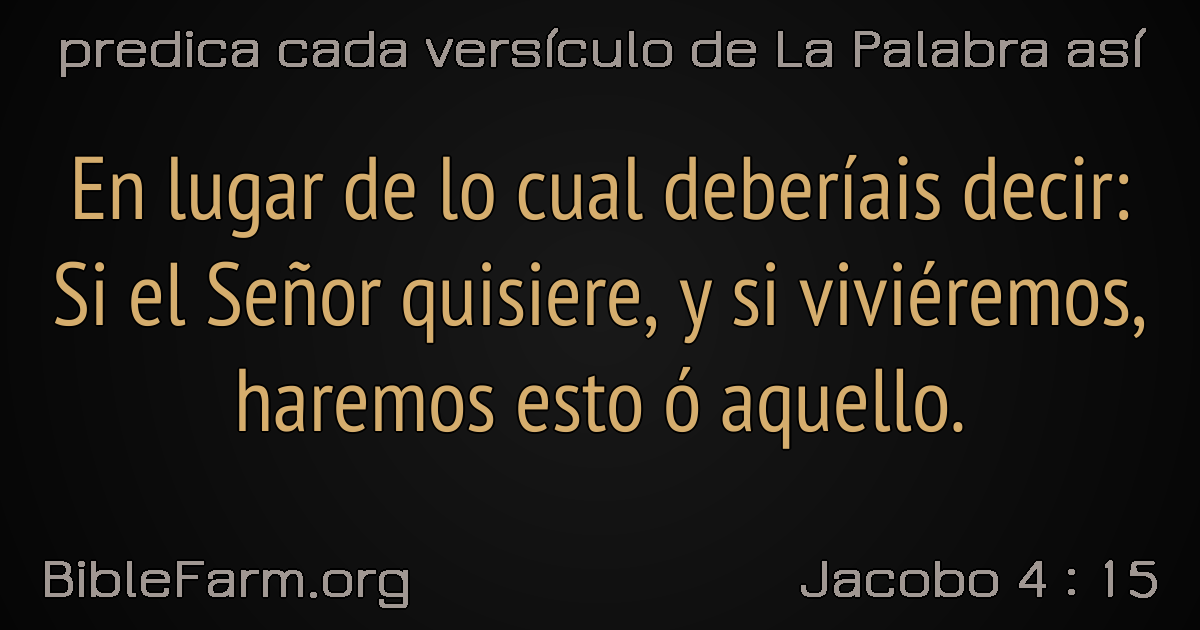 predica cada versículo de La Palabra así
En lugar de lo cual deberíais decir:
Si el Señor quisiere, y si viviéremos,
haremos esto ó aquello.
BibleFarm.org
Jacobo 4 : 15